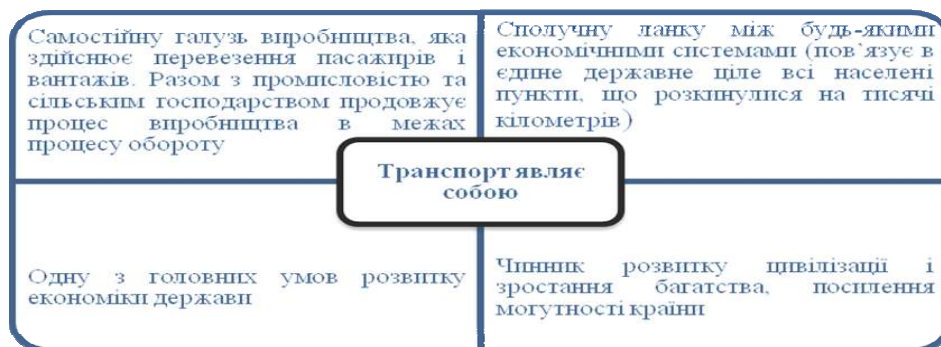 Самостійну галузь виробництва, яка
здійснює перевезення пасажирів і
вантажів. Разом з промисловістю та
сільським господарством продовжує
процес виробництва в межах
процесу обороту
Сполучну ланку між будь-якими
економічними системами (пов’язує в
єдине державне ціле всі населені
пункти, що розкинулися на тисячі
кілометрів)
Транспорт являє
собою
Одну з головних умов розвитку
економіки держави
Чинник розвитку цивілізації і
зростання багатства, посилення
могутності країни